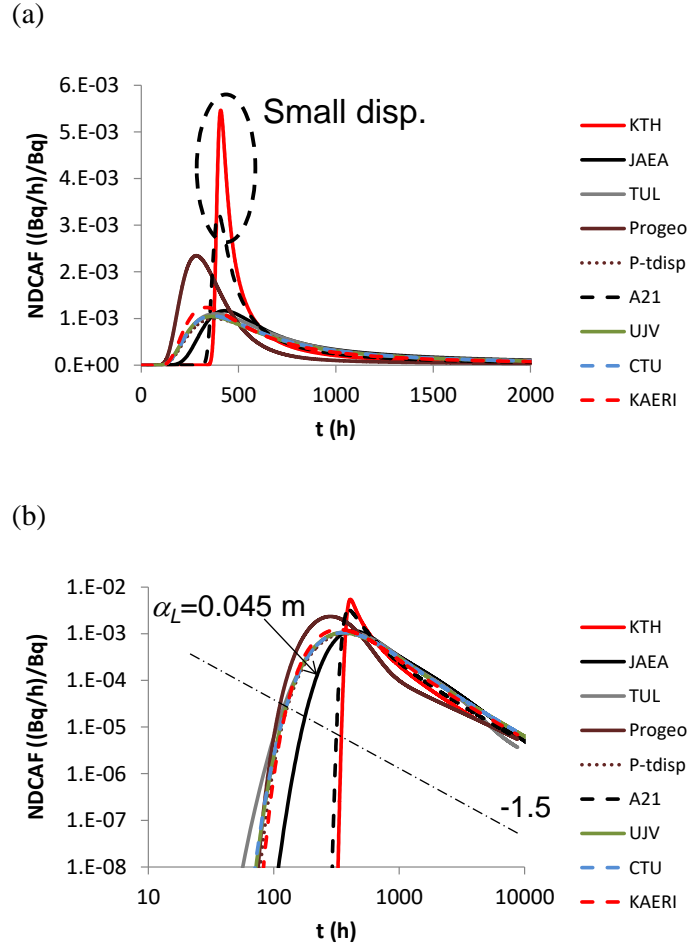 (a)
6.E-03
5.E-03
4.E-03
3.E-03
2.E-03
1.E-03
0.E+00
NDCAF ((Bq/h)/Bq)
Small disp.
0
500
1000
1500
2000
t (h)
KTH
JAEA
TUL
Progeo
P-tdisp
A21
UJV
CTU
KAERI
(b)
1.E-02
1.E-03
1.E-04
1.E-05
1.E-06
1.E-07
1.E-08
NDCAF ((Bq/h)/Bq)
αL=0.045 m
-1.5
10
100
1000
10000
t (h)
KTH
JAEA
TUL
Progeo
P-tdisp
A21
UJV
CTU
KAERI